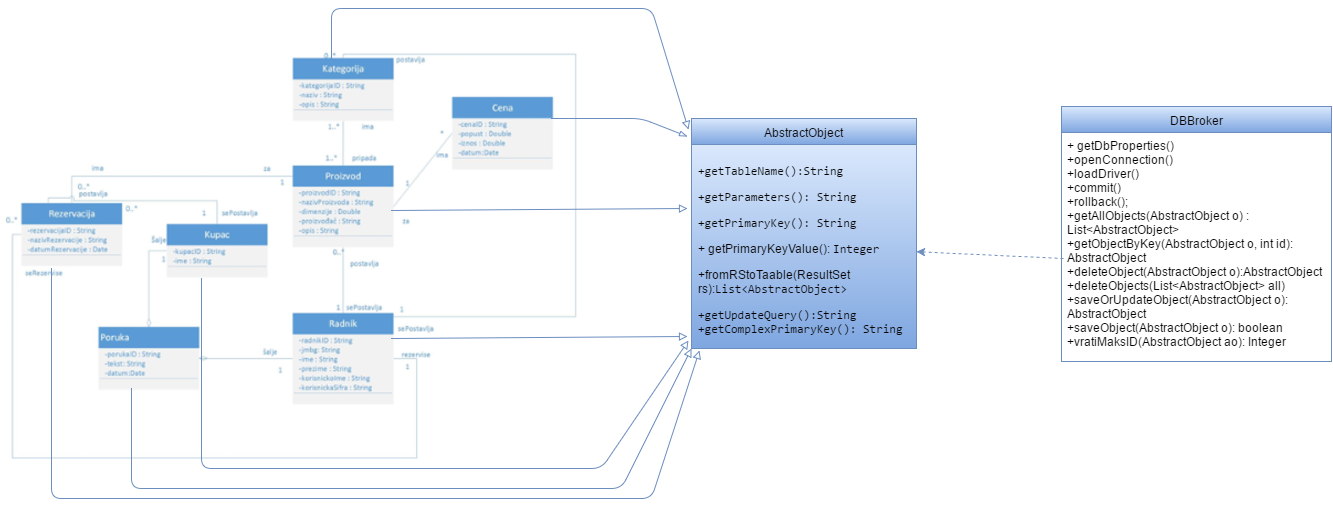 0..*
postavlja
Kategorija
-kategorijaID : String
-naziv : String
-opis : String
1..*
ima
1..*
pripada
Cena
-cenaID : String
-popust : Double
-iznos : Double
-datum:Date
*
ima
1
ima
za
1
Proizvod
-proizvodID : String
-nazivProizvoda : String
-dimenzije : Double
-proizvođač : String
-opis : String
za
0..*
postavlja
0..*
0..*
Rezervacija
-rezervacijaID : String
-nazivRezervacije : String
-datumRezervacije : Date
seRezervise
1
sePostavlja
Kupac
-kupacID : String
-ime : String
Šalje
1
0..*
postavlja
1
sePostavlja
1
Radnik
-radnikID : String
-jmbg : String
-ime : String
-prezime : String
-korisnickoIme : String
-korisnickaSifra : String
sePostavlja
rezervise
1
Poruka
-porukaID : String
-tekst: String
-datum:Date
šalje
1
AbstractObject
+getTableName():String
+getParameters(): String
+getPrimaryKey(): String
+ getPrimaryKeyValue(): Integer
+fromRStoTaable(ResultSet
rs):List<AbstractObject>
+getUpdateQuery():String
+getComplexPrimaryKey(): String
DBBroker
+ getDbProperties()
+openConnection()
+loadDriver()
+commit()
+rollback();
+getAllObjects(AbstractObject o) :
List<AbstractObject>
+getObjectByKey(AbstractObject o, int id):
AbstractObject
+deleteObject(AbstractObject o):AbstractObject
+deleteObjects(List<AbstractObject> all)
+saveOrUpdateObject(AbstractObject o):
AbstractObject
+saveObject(AbstractObject o): boolean
+vratiMaksID(AbstractObject ao): Integer